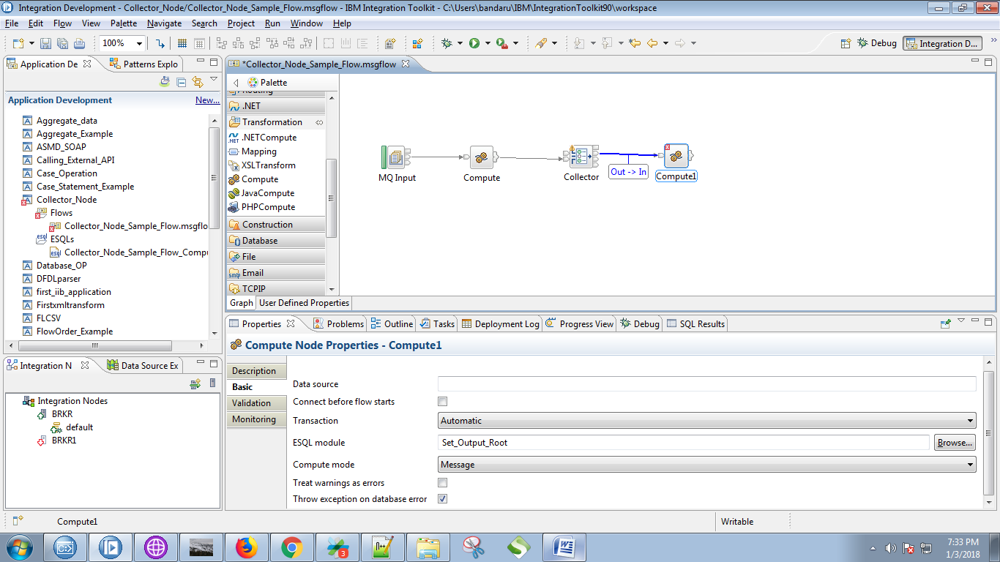 Integration Development - Collector_Node/Collector_Node_Sample_Flow.msgflow - IBM Integration Toolkit - C:\Users\bandaru\IBM\IntegrationToolkit90\workspace
File Edit Flow View Palette Navigate Search Project Run Window Help
100%
Debug
Integration D...
Application De
Patterns Explo
Application Development
New...
Aggregate_data
Aggregate_Example
ASMD_SOAP
Calling_External_API
Case_Operation
Case_Statement_Example
Collector_Node
Flows
Collector_Node_Sample_Flow.msgflo
ESQLs
Collector_Node_Sample_Flow_Compu
Database_OP
DFDLparser
first_iib_application
Firstxmltransform
FLCSV
FlowOrder_Example
Integration N
Data Source Ex
Integration Nodes
BRKR
default
BRKR1
*Collector_Node_Sample_Flow.msgflow
Palette
Routing
.NET
Transformation
.NETCompute
Mapping
XSLTransform
Compute
JavaCompute
PHPCompute
Construction
Database
File
Email
TCPIP
MQ Input
Compute
Collector
Out -> In
Compute1
Graph
User Defined Properties
Properties
Problems
Outline
Tasks
Deployment Log
Progress View
Debug
SQL Results
Compute Node Properties - Compute1
Description
Basic
Validation
Monitoring
Data source
Connect before flow starts
Transaction
Automatic
ESQL module
Set_Output_Root
Browse...
Compute mode
Message
Treat warnings as errors
Throw exception on database error
Compute1
Writable
3
7:33 PM
1/3/2018